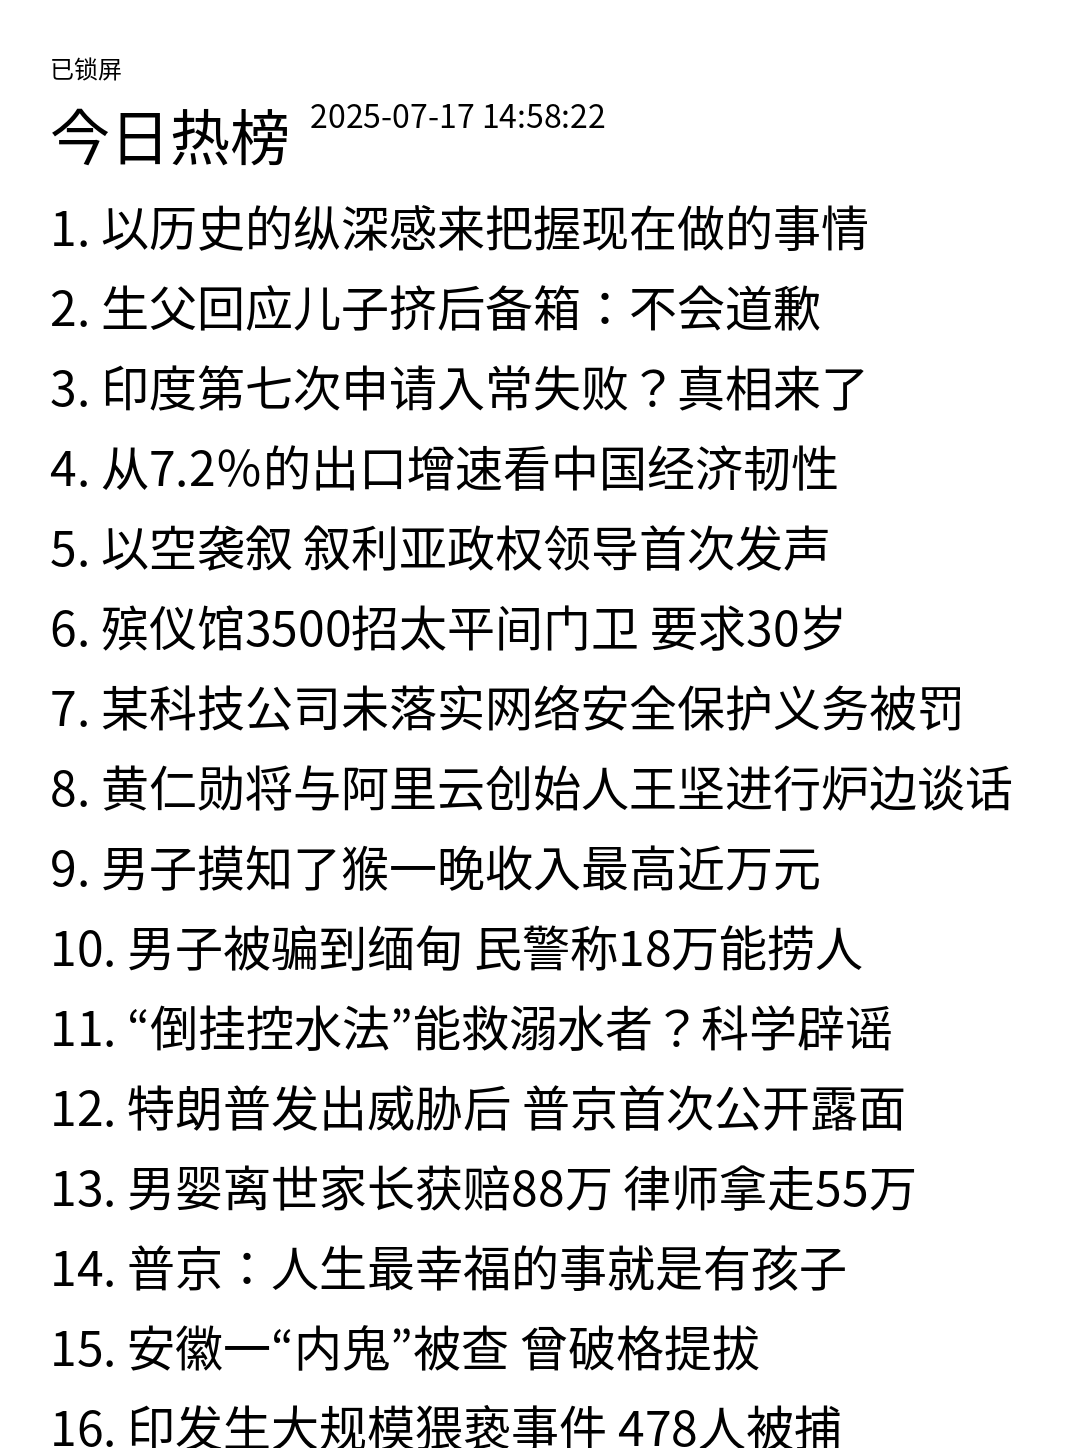 已锁屏
今日热榜 2025-07-17 14:58:22
1. 以历史的纵深感来把握现在做的事情
2. 生父回应儿子挤后备箱：不会道歉
3. 印度第七次申请入常失败？真相来了
4. 从7.2%的出口增速看中国经济韧性
5. 以空袭叙 叙利亚政权领导首次发声
6. 殡仪馆3500招太平间门卫 要求30岁
7. 某科技公司未落实网络安全保护义务被罚
8. 黄仁勋将与阿里云创始人王坚进行炉边谈话
9. 男子摸知了猴一晚收入最高近万元
10. 男子被骗到缅甸 民警称18万能捞人
11. “倒挂控水法”能救溺水者？科学辟谣
12. 特朗普发出威胁后 普京首次公开露面
13. 男婴离世家长获赔88万 律师拿走55万
14. 普京：人生最幸福的事就是有孩子
15. 安徽一“内鬼”被查 曾破格提拔
16. 印发生大规模猥亵事件 478人被捕